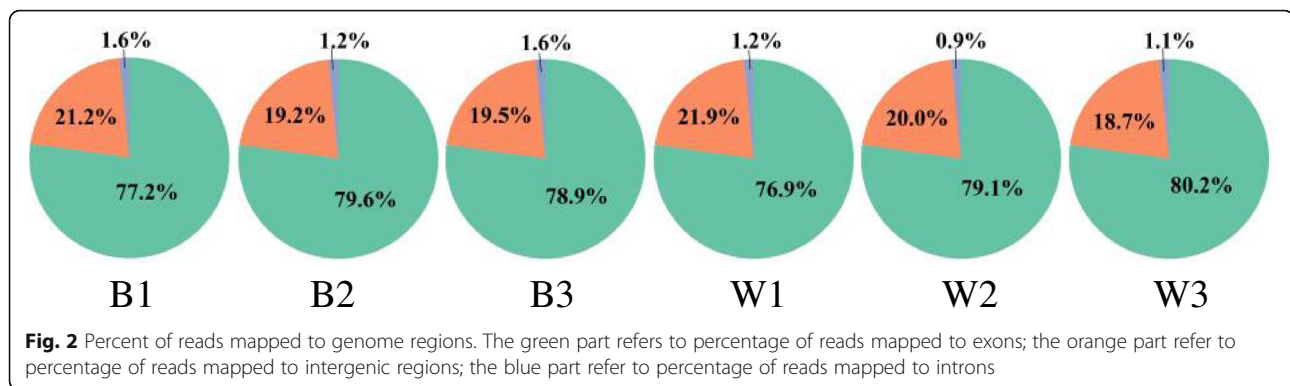 1.6% 1.2% 1.6% 1.2% 0.9% 1.1%
21.2% 19.2% 19.5% 21.9% 20.0% 18.7%
77.2% 79.6% 78.9% 76.9% 79.1% 80.2%
B1 B2 B3 W1 W2 W3
Fig. 2 Percent of reads mapped to genome regions. The green part refers to percentage of reads mapped to exons; the orange part refer to
percentage of reads mapped to intergenic regions; the blue part refer to percentage of reads mapped to introns